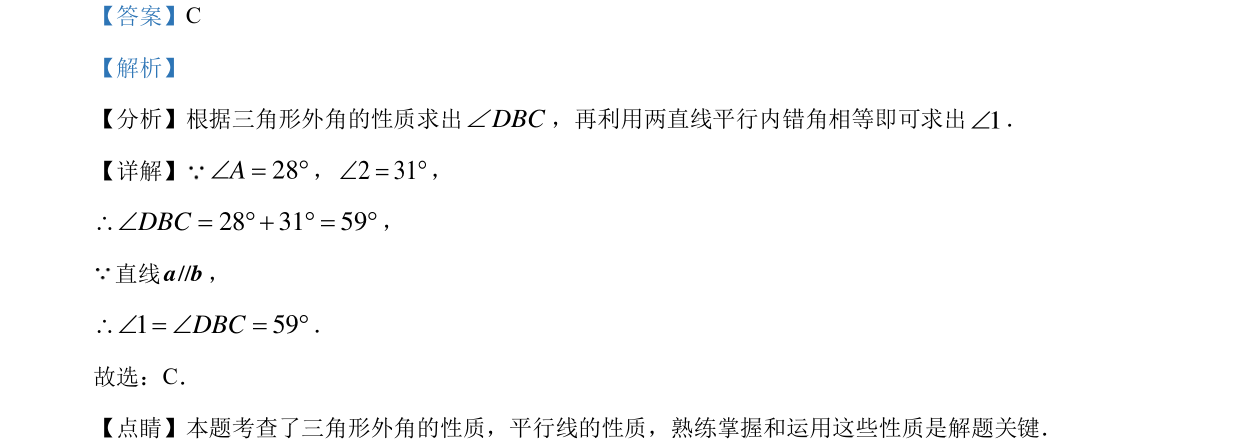 【答案】C
【解析】
【分析】根据三角形外角的性质求出∠DBC，再利用两直线平行内错角相等即可求出∠1．
【详解】∵∠A=28°，∠2=31°，
∴∠DBC=28°+31°=59°，
∵直线a//b，
∴∠1=∠DBC=59°．
故选：C．
【点睛】本题考查了三角形外角的性质，平行线的性质，熟练掌握和运用这些性质是解题关键．